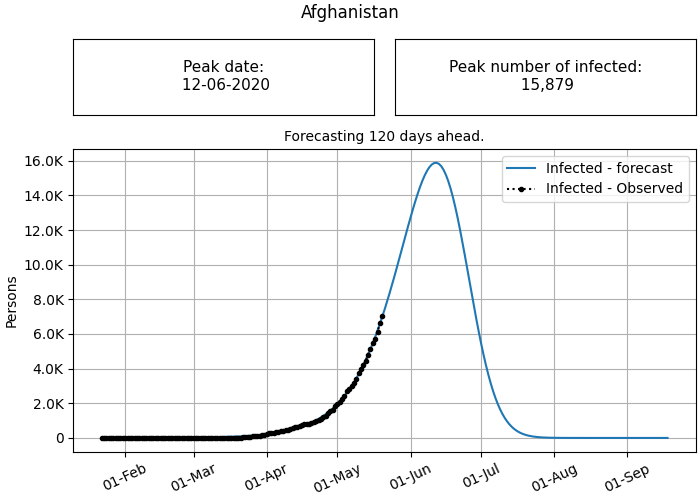 Afghanistan
Peak date:
12-06-2020
Peak number of infected:
15,879
Forecasting 120 days ahead.
Infected - forecast
Infected - Observed
Persons
16.0K
14.0K
12.0K
10.0K
8.0K
6.0K
4.0K
2.0K
0
01-Feb
01-Mar
01-Apr
01-May
01-Jun
01-Jul
01-Aug
01-Sep